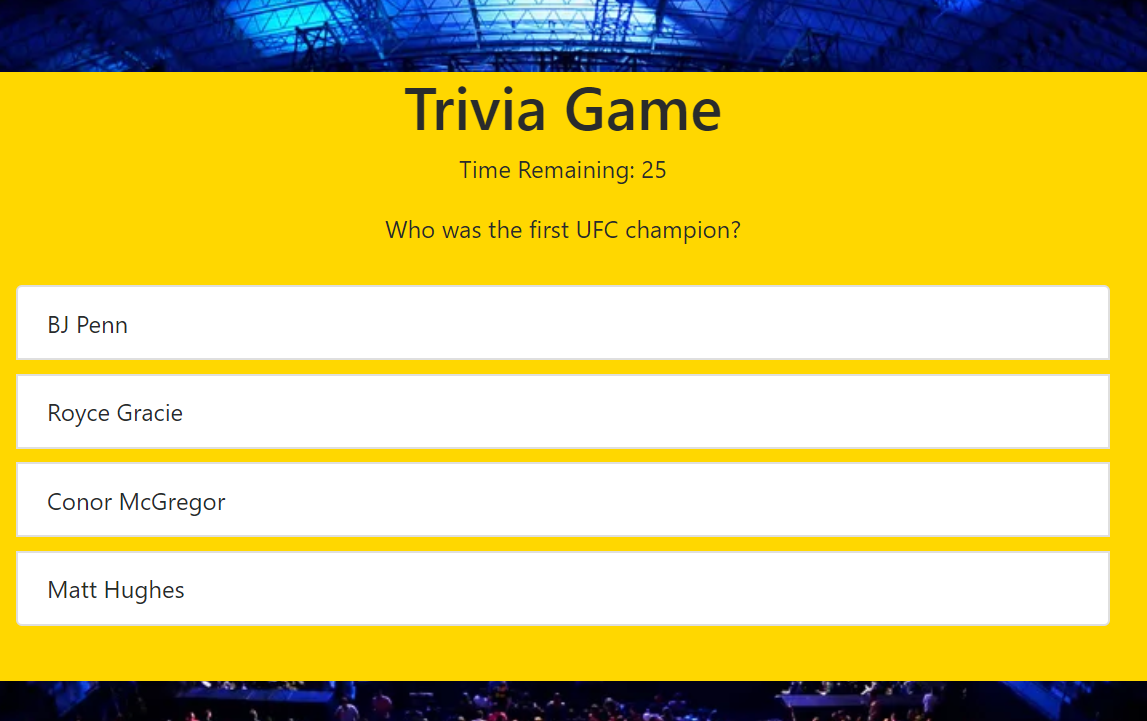 Trivia Game
Time Remaining: 25
Who was the first UFC champion?
BJ Penn
Royce Gracie
Conor McGregor
Matt Hughes